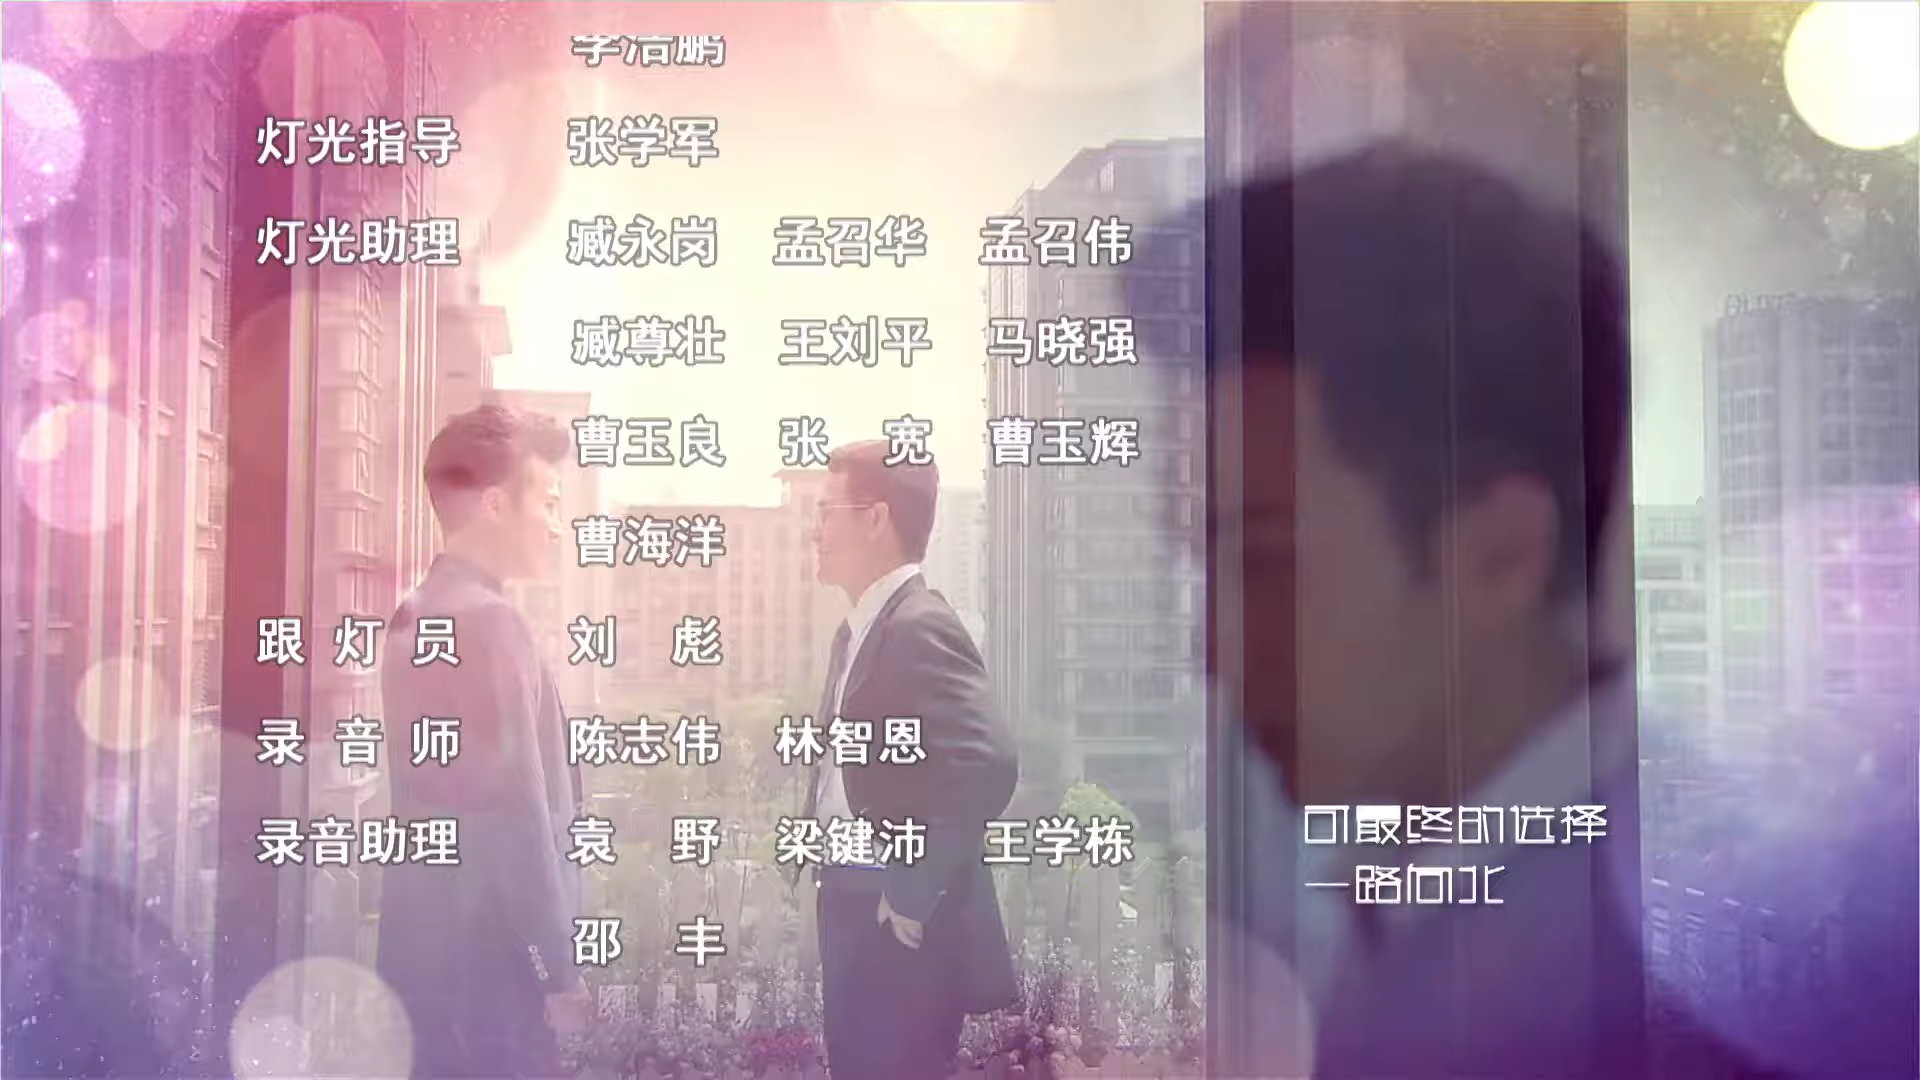 李浩鹏
灯光指导 张学军
灯光助理 臧永岗 孟召华 孟召伟
臧尊壮 王刘平 马晓强
曹玉良 张宽 曹玉辉
曹海洋
跟灯员 刘彪
录音师 陈志伟 林智恩
录音助理 袁野 梁键沛 王学栋
邵丰
可最终的选择
一路向北